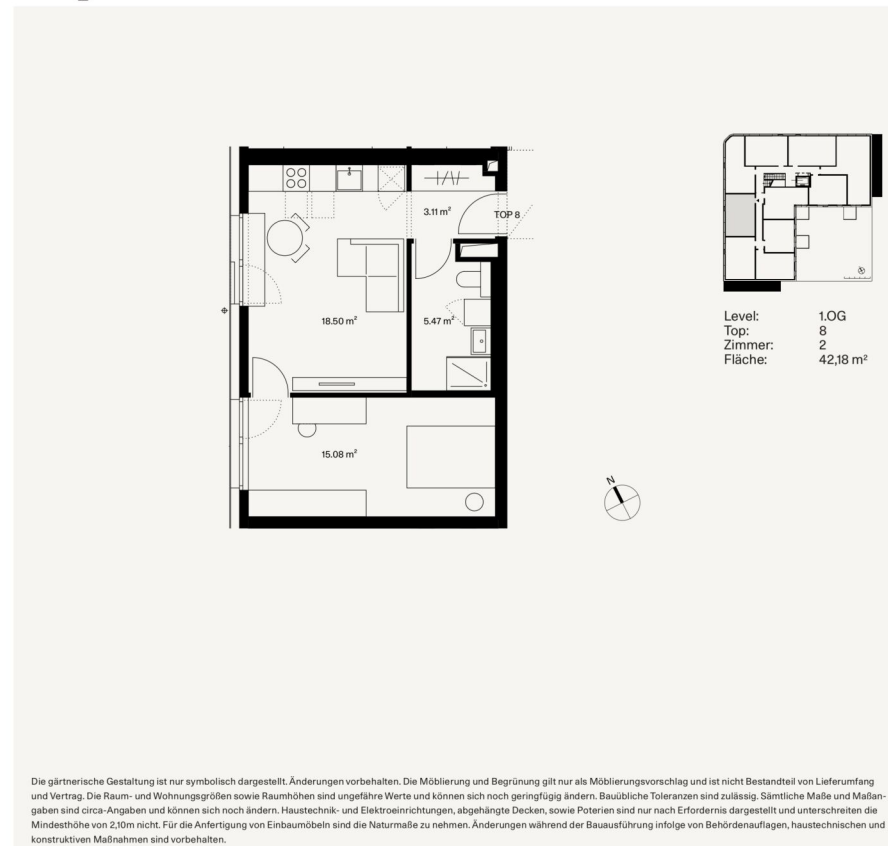 3.11 m²
TOP 8
18.50 m²
5.47 m²
15.08 m²
N
Level: 1.OG
Top: 8
Zimmer: 2
Fläche: 42,18 m²
Die gärtnerische Gestaltung ist nur symbolisch dargestellt. Änderungen vorbehalten. Die Möblierung und Begrünung gilt nur als Möblierungsvorschlag und ist nicht Bestandteil von Lieferumfang
und Vertrag. Die Raum- und Wohnungsgrößen sowie Raumhöhen sind ungefähre Werte und können sich noch geringfügig ändern. Bauübliche Toleranzen sind zulässig. Sämtliche Maße und Maßan-
gaben sind circa-Angaben und können sich noch ändern. Haustechnik- und Elektroeinrichtungen, abgehängte Decken, sowie Poterien sind nur nach Erfordernis dargestellt und unterschreiten die
Mindesthöhe von 2,10m nicht. Für die Anfertigung von Einbaumöbeln sind die Naturmaße zu nehmen. Änderungen während der Bauausführung infolge von Behördenauflagen, haustechnischen und
konstruktiven Maßnahmen sind vorbehalten.